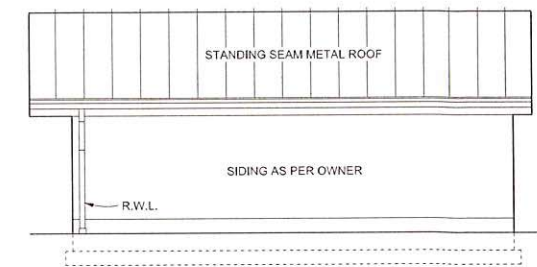 STANDING SEAM METAL ROOF
SIDING AS PER OWNER
R.W.L.